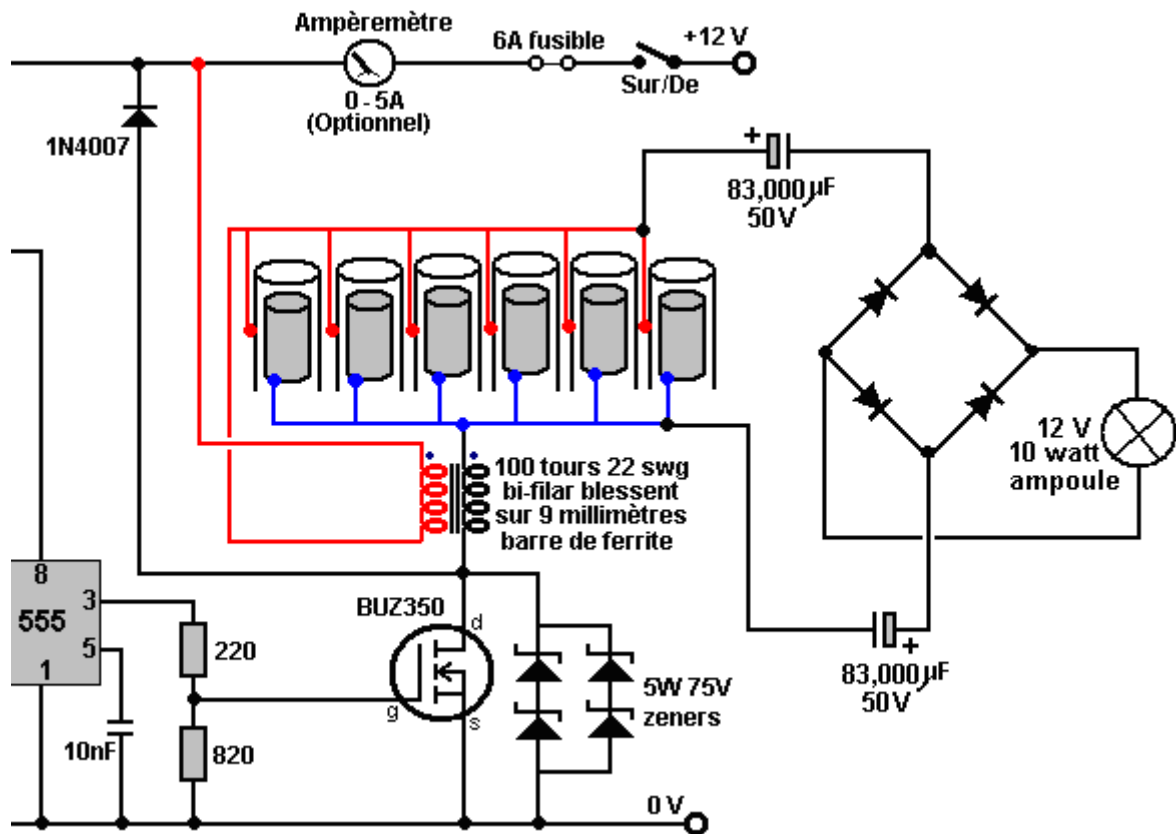 Ampèremètre
0 - 5A
(Optionnel)
6A fusible
+12 V
Sur/De
1N4007
+
83,000µF
50V
12 V
10 watt
ampoule
100 tours 22 swg
bi-filar blessent
sur 9 millimètres
barre de ferrite
8
3
555
5
1
220
BUZ350
d
g
s
5W 75V
zeners
+
83,000µF
50V
10nF
820
0 V